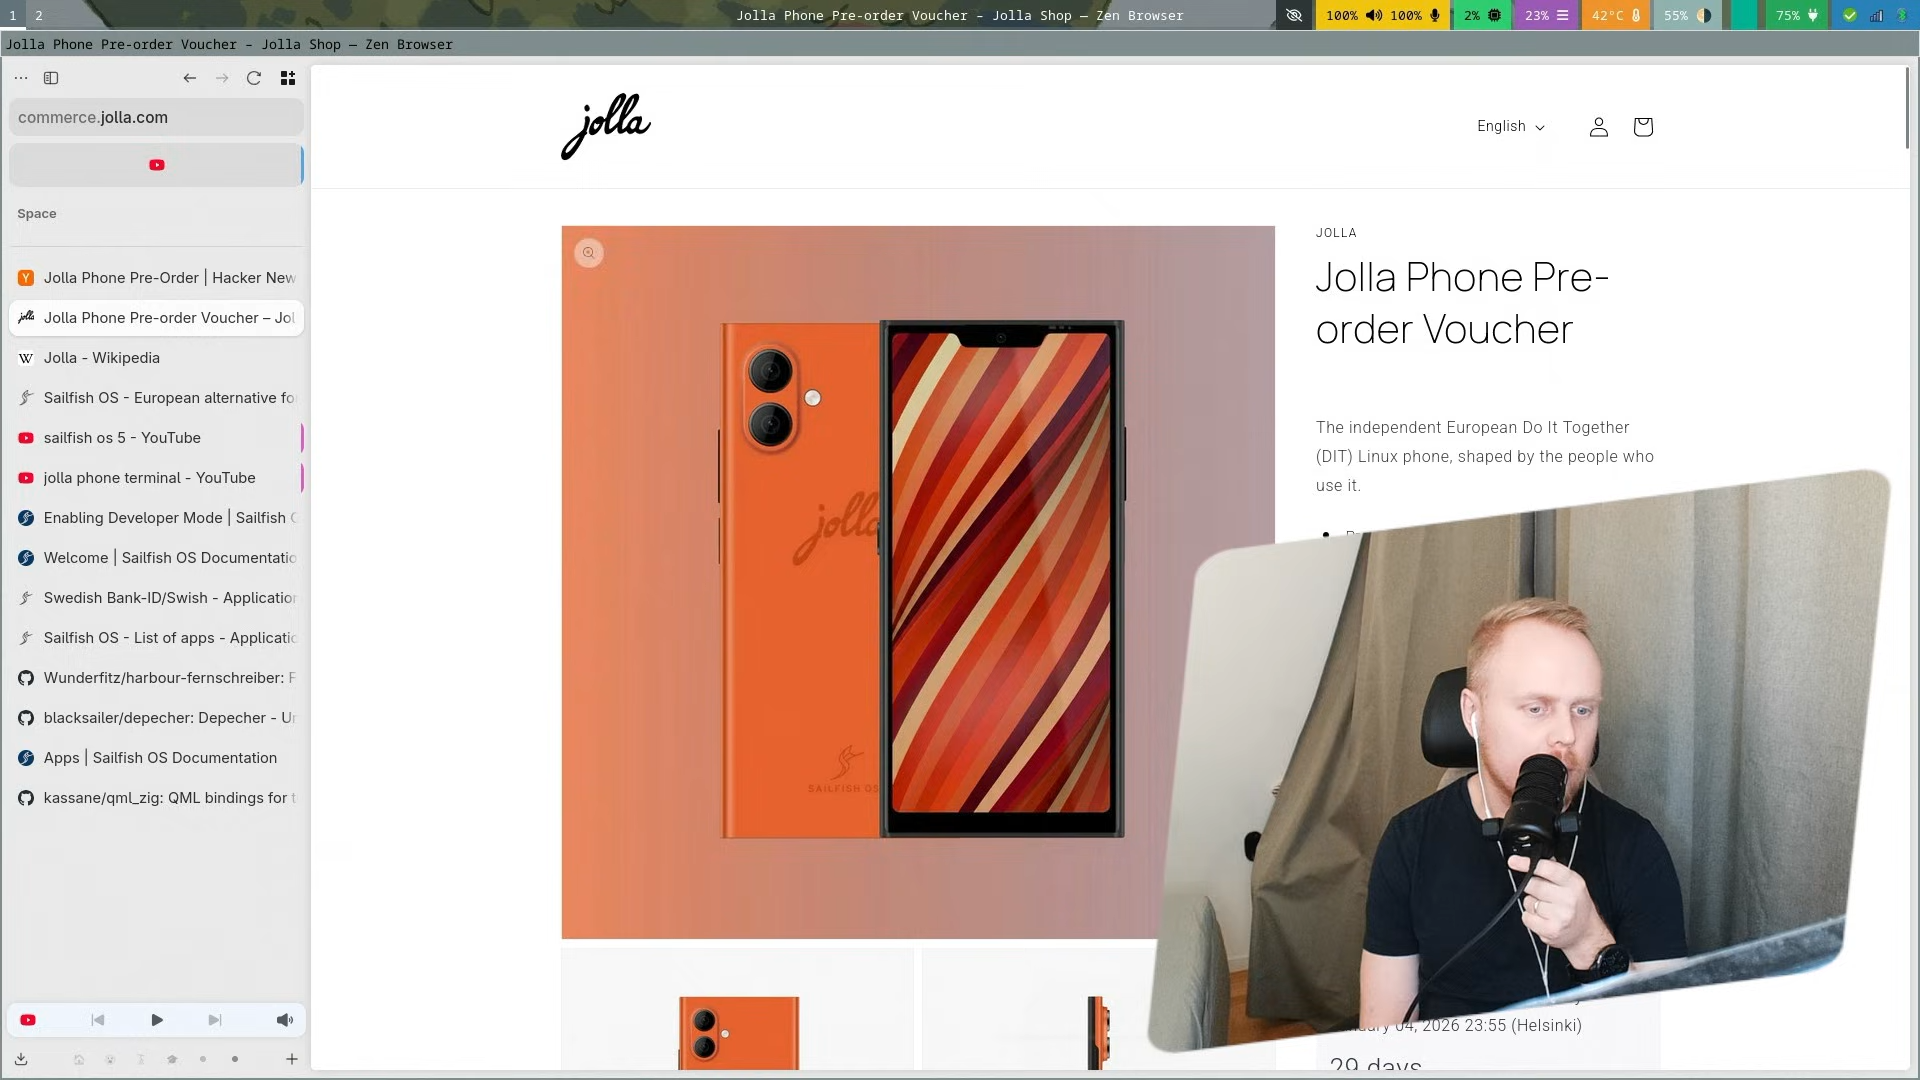 1 2
Jolla Phone Pre-order Voucher – Jolla Shop — Zen Browser
100% 100% 2% 23% 42°C 55% 75%
Jolla Phone Pre-order Voucher – Jolla Shop — Zen Browser
commerce.jolla.com
Space
Jolla Phone Pre-Order | Hacker New
Jolla Phone Pre-order Voucher – Jol
Jolla - Wikipedia
Sailfish OS - European alternative fo
sailfish os 5 - YouTube
jolla phone terminal - YouTube
Enabling Developer Mode | Sailfish O
Welcome | Sailfish OS Documentatio
Swedish Bank-ID/Swish - Application
Sailfish OS - List of apps - Applicatio
Wunderfitz/harbour-fernschreiber: F
blacksailer/depecher: Depecher - Un
Apps | Sailfish OS Documentation
kassane/qml_zig: QML bindings for t
jolla
English
jolla
SAILFISH OS
JOLLA
Jolla Phone Pre-
order Voucher
The independent European Do It Together
(DIT) Linux phone, shaped by the people who
use it.
04, 2026 23:55 (Helsinki)
29 days